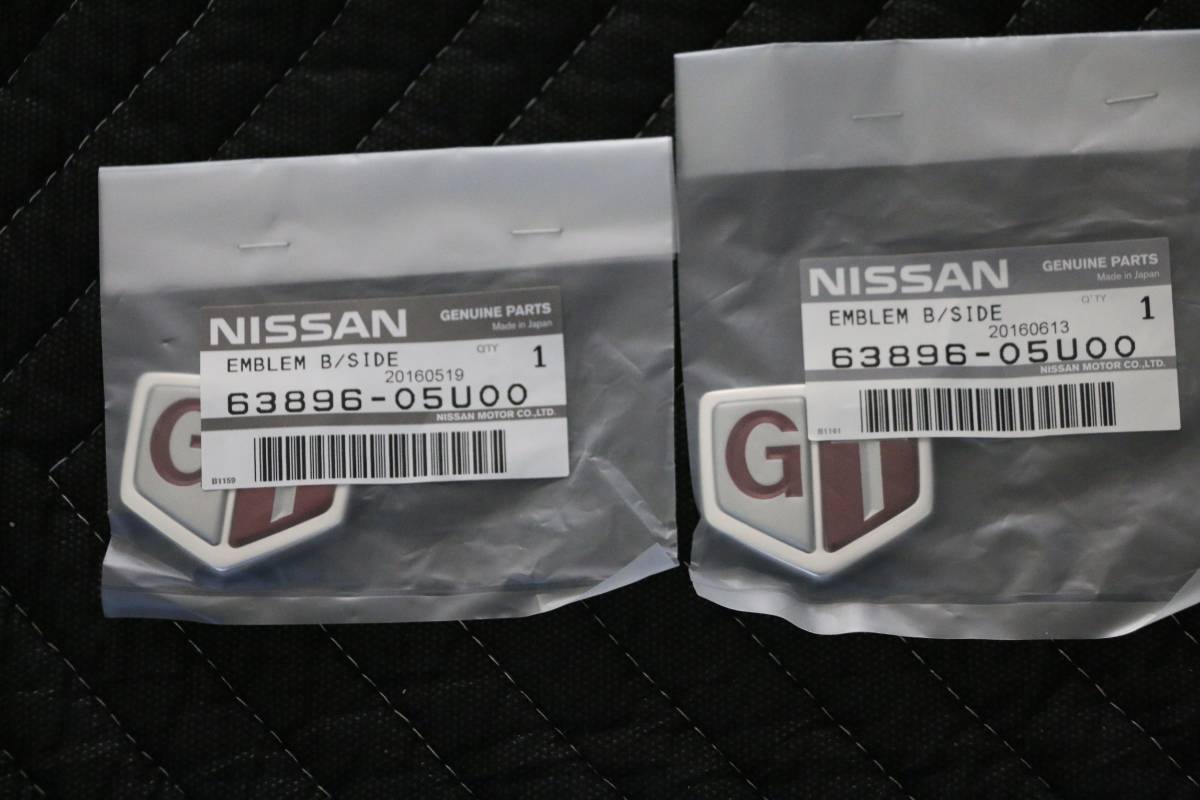 NISSAN GENUINE PARTS
Made in Japan
EMBLEM B/SIDE QTY 1
20160519
63896-05U00
NISSAN MOTOR CO.,LTD.
B1159
G T
NISSAN GENUINE PARTS
Made in Japan
EMBLEM B/SIDE Q'TY 1
20160613
63896-05U00
NISSAN MOTOR CO.,LTD.
B1161
GT